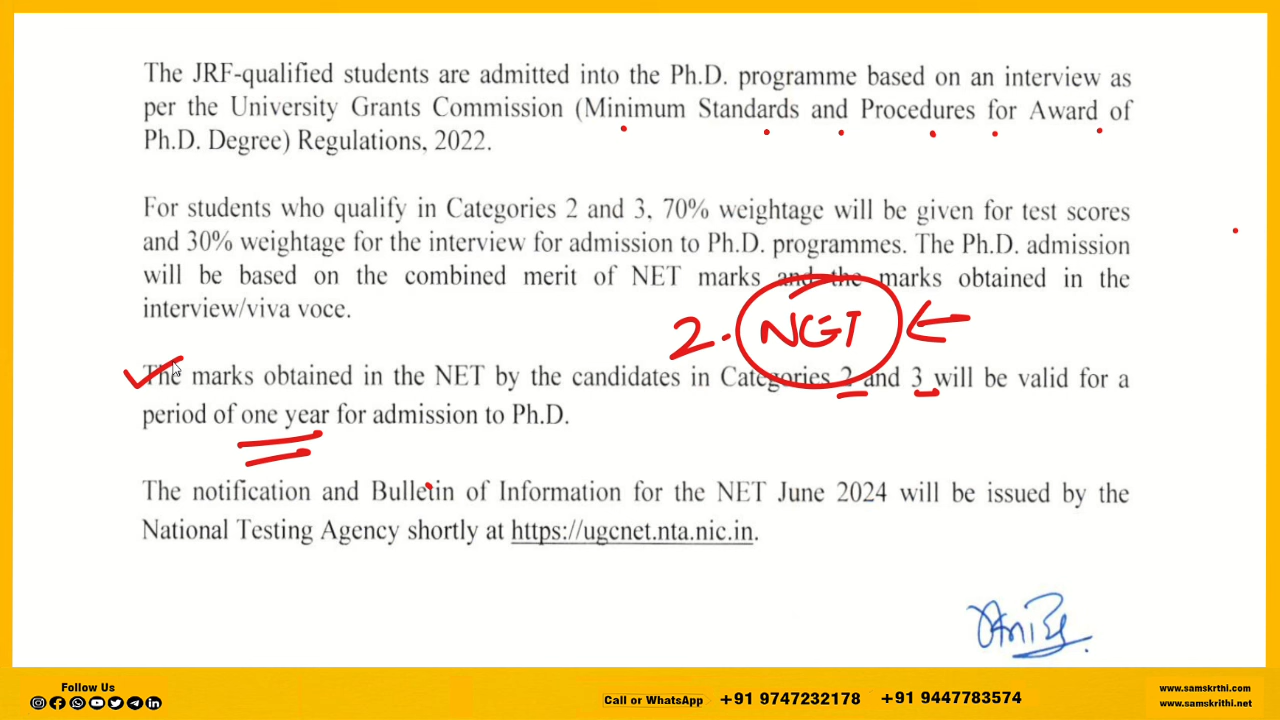 The JRF-qualified students are admitted into the Ph.D. programme based on an interview as
per the University Grants Commission (Minimum Standards and Procedures for Award of
Ph.D. Degree) Regulations, 2022.
For students who qualify in Categories 2 and 3, 70% weightage will be given for test scores
and 30% weightage for the interview for admission to Ph.D. programmes. The Ph.D. admission
will be based on the combined merit of NET marks and the marks obtained in the
interview/viva voce.
2. NET
The marks obtained in the NET by the candidates in Categories 2 and 3 will be valid for a
period of one year for admission to Ph.D.
The notification and Bulletin of Information for the NET June 2024 will be issued by the
National Testing Agency shortly at https://ugcnet.nta.nic.in.
Follow Us
Call or WhatsApp +91 9747232178 +91 9447783574
www.samskrthi.com
www.samskrithi.net